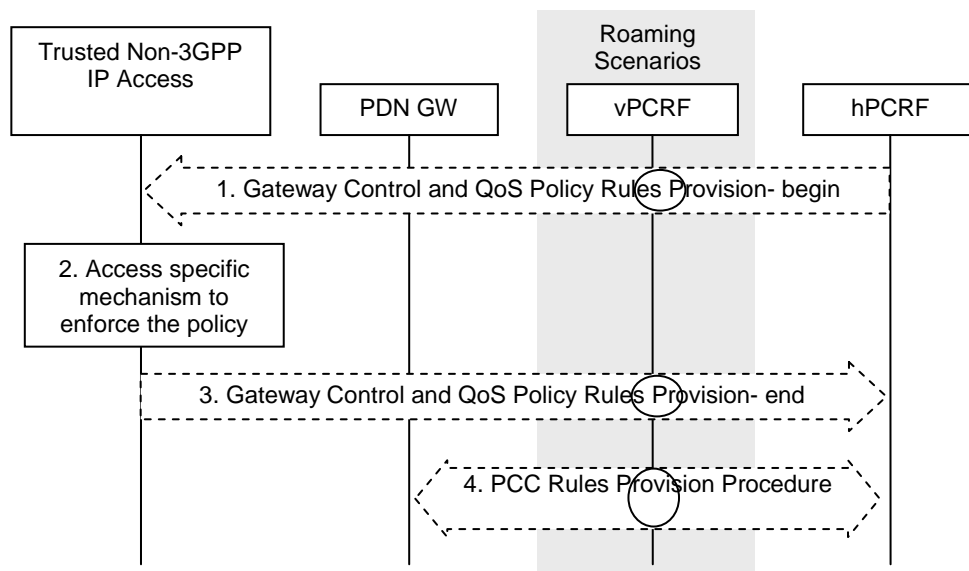 Roaming
Scenarios
Trusted Non-3GPP
IP Access
PDN GW
vPCRF
hPCRF
1. Gateway Control and QoS Policy Rules Provision- begin
2. Access specific
mechanism to
enforce the policy
3. Gateway Control and QoS Policy Rules Provision- end
4. PCC Rules Provision Procedure